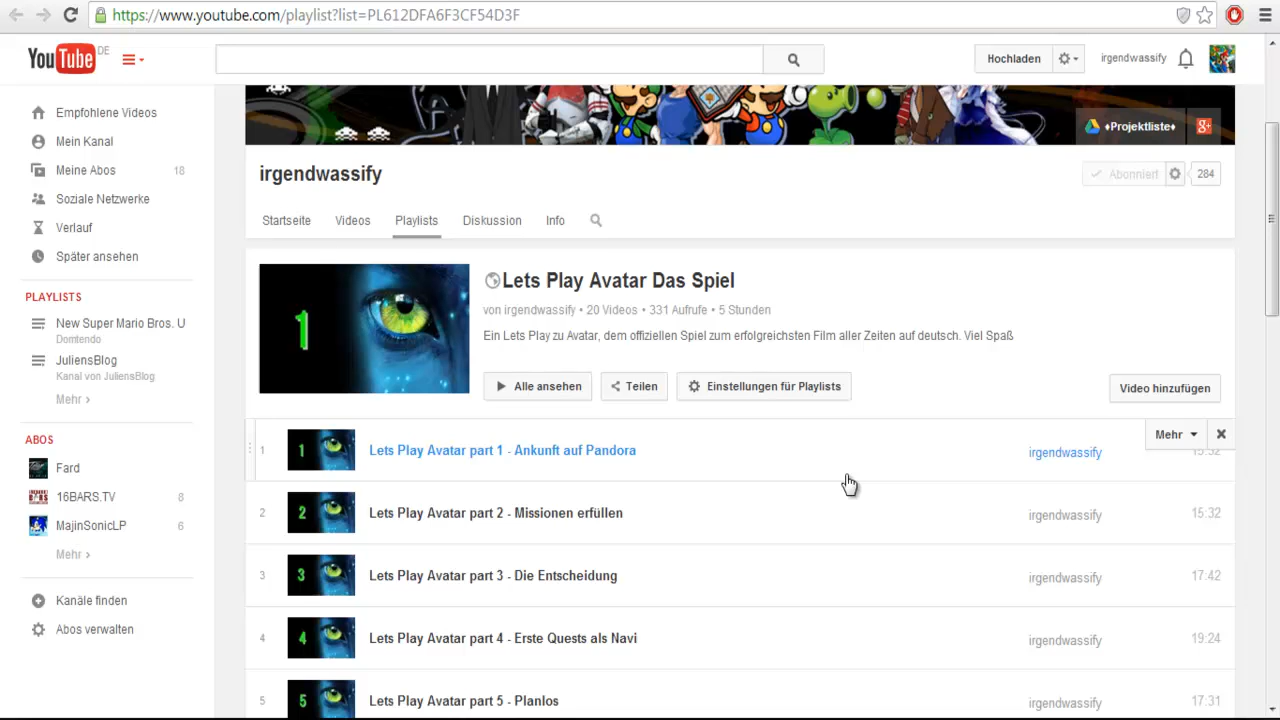 https://www.youtube.com/playlist?list=PL612DFA6F3CF54D3F
YouTube DE
Hochladen
irgendwassify
♦Projektliste♦
Empfohlene Videos
Mein Kanal
Meine Abos 18
Soziale Netzwerke
Verlauf
Später ansehen
PLAYLISTS
New Super Mario Bros. U
Domtendo
JuliensBlog
Kanal von JuliensBlog
Mehr ›
ABOS
Fard
16BARS.TV 8
MajinSonicLP 6
Mehr ›
Kanäle finden
Abos verwalten
irgendwassify
Abonniert 284
Startseite Videos Playlists Diskussion Info
1
Lets Play Avatar Das Spiel
von irgendwassify • 20 Videos • 331 Aufrufe • 5 Stunden
Ein Lets Play zu Avatar, dem offiziellen Spiel zum erfolgreichsten Film aller Zeiten auf deutsch. Viel Spaß
Alle ansehen Teilen Einstellungen für Playlists Video hinzufügen
Mehr
1 1 Lets Play Avatar part 1 - Ankunft auf Pandora irgendwassify
2 2 Lets Play Avatar part 2 - Missionen erfüllen irgendwassify 15:32
3 3 Lets Play Avatar part 3 - Die Entscheidung irgendwassify 17:42
4 4 Lets Play Avatar part 4 - Erste Quests als Navi irgendwassify 19:24
5 5 Lets Play Avatar part 5 - Planlos irgendwassify 17:31